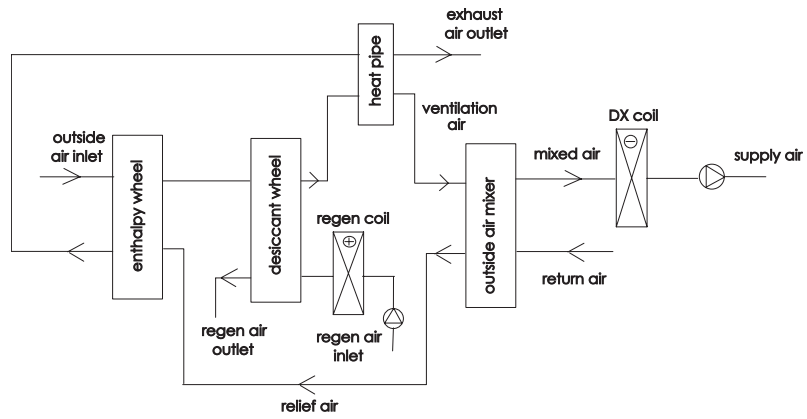 exhaust
air outlet
heat pipe
ventilation
air
DX coil
outside
air inlet
mixed air
supply air
enthalpy wheel
desiccant wheel
outside air mixer
regen coil
return air
regen air
outlet
regen air
inlet
relief air